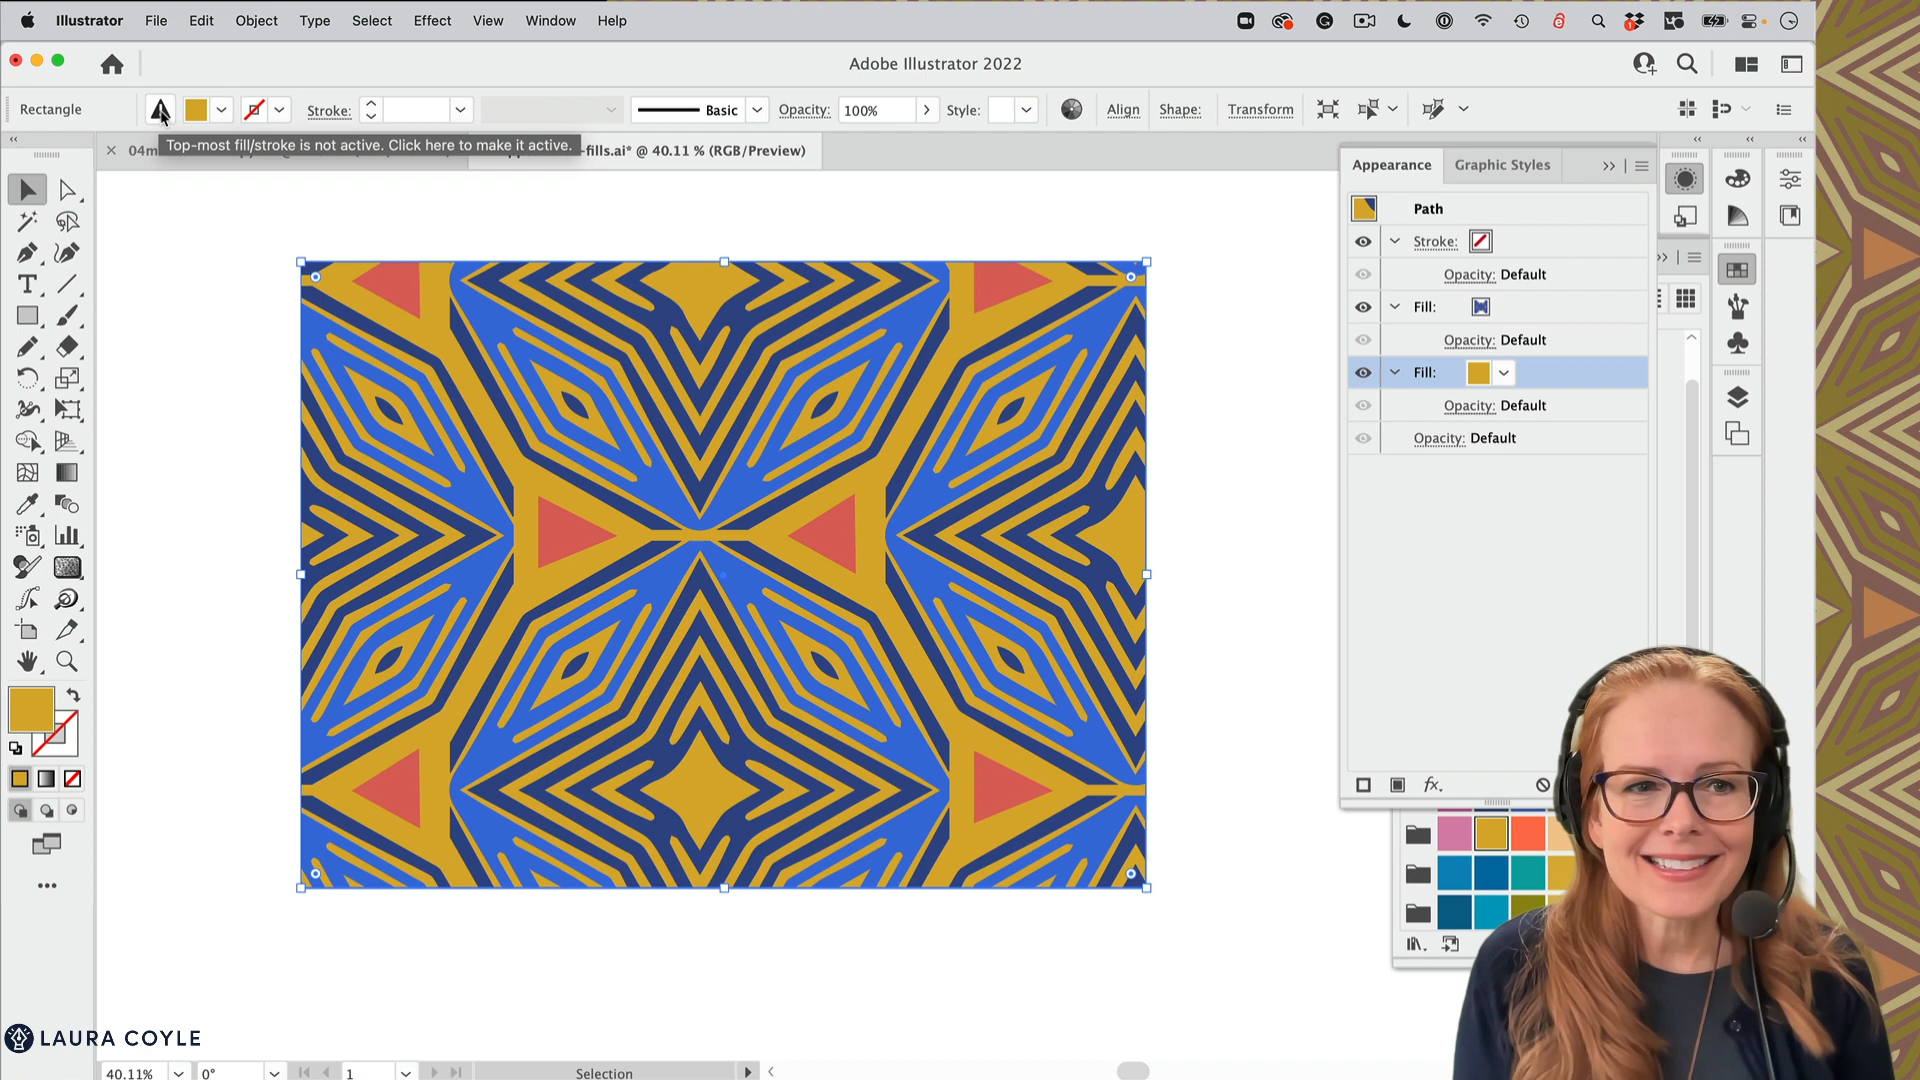 Illustrator File Edit Object Type Select Effect View Window Help
Adobe Illustrator 2022
Rectangle Stroke: Basic Opacity: 100% Style: Align Shape: Transform
Top-most fill/stroke is not active. Click here to make it active.
04m
-fills.ai* @ 40.11 % (RGB/Preview)
Appearance Graphic Styles
Path
Stroke:
Opacity: Default
Fill:
Opacity: Default
Fill:
Opacity: Default
Opacity: Default
fx.
LAURA COYLE
40.11% 0° 1 Selection